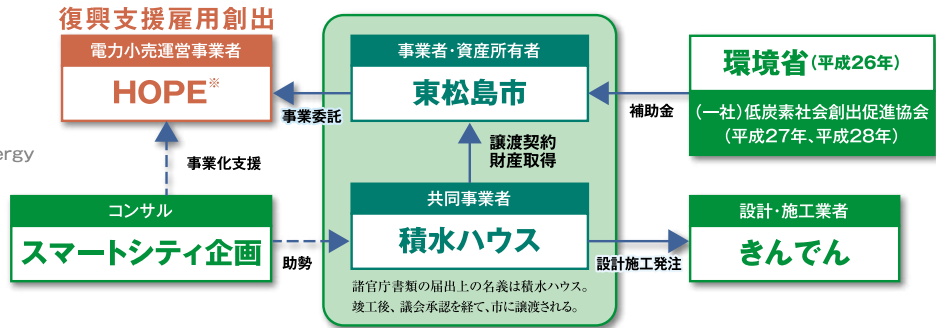 復興支援雇用創出
電力小売運営事業者
HOPE※
事業者・資産所有者
東松島市
環境省(平成26年)
(一社)低炭素社会創出促進協会
(平成27年、平成28年)
事業委託
補助金
譲渡契約
財産取得
ergy
事業化支援
コンサル
スマートシティ企画
助勢
共同事業者
積水ハウス
設計施工発注
設計・施工業者
きんでん
諸官庁書類の届出上の名義は積水ハウス。
竣工後、議会承認を経て、市に譲渡される。